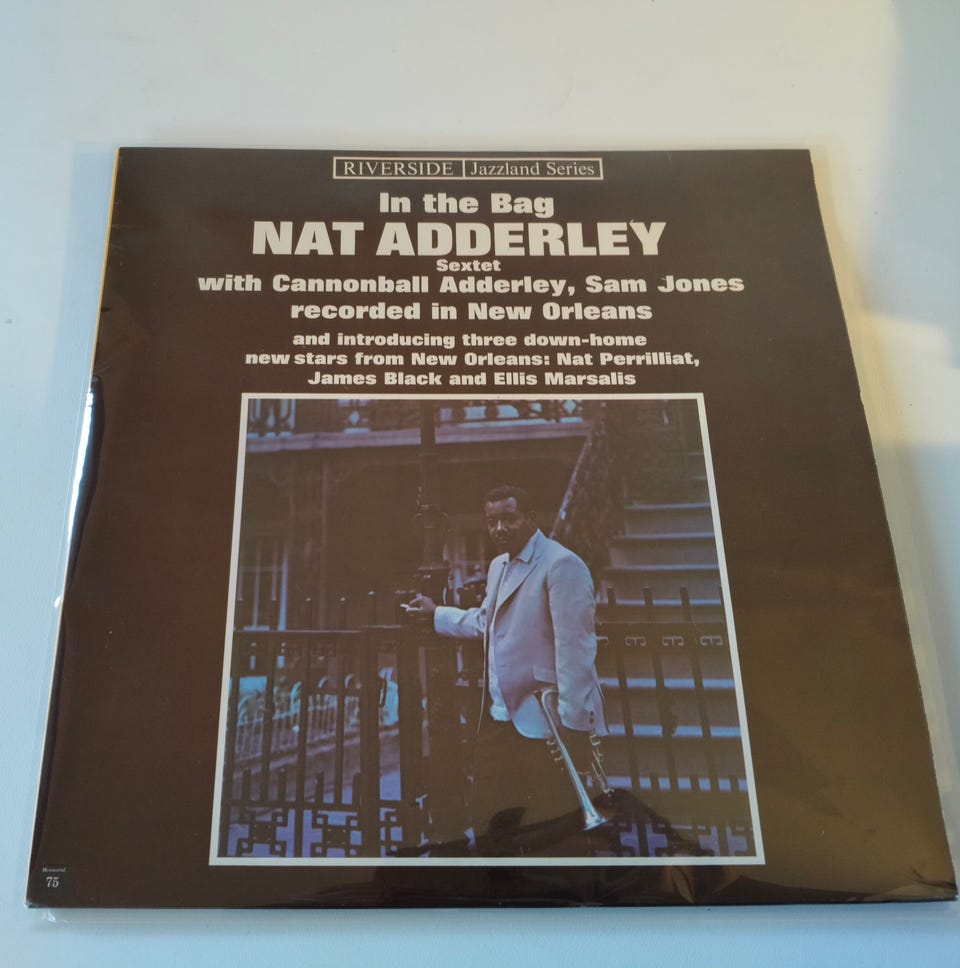 RIVERSIDE Jazzland Series
In the Bag
NAT ADDERLEY
Sextet
with Cannonball Adderley, Sam Jones
recorded in New Orleans
and introducing three down-home
new stars from New Orleans: Nat Perrilliat,
James Black and Ellis Marsalis
Monaural
75